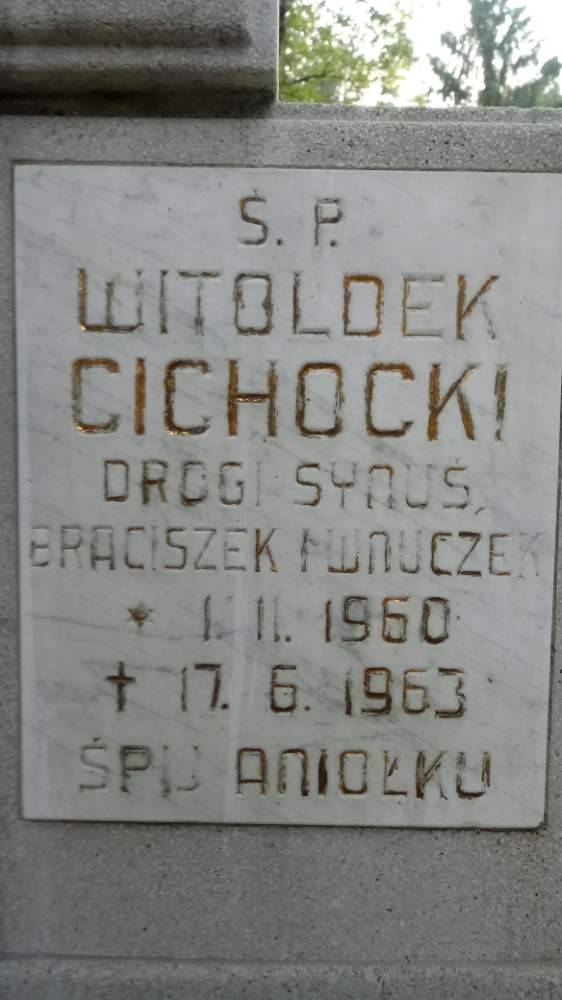 Ś. P.
WITOLDEK
CICHOCKI
DROGI SYNUŚ,
BRACISZEK I WNUCZEK
* 1. 11. 1960
✝ 17. 6. 1963
ŚPIJ ANIOŁKU